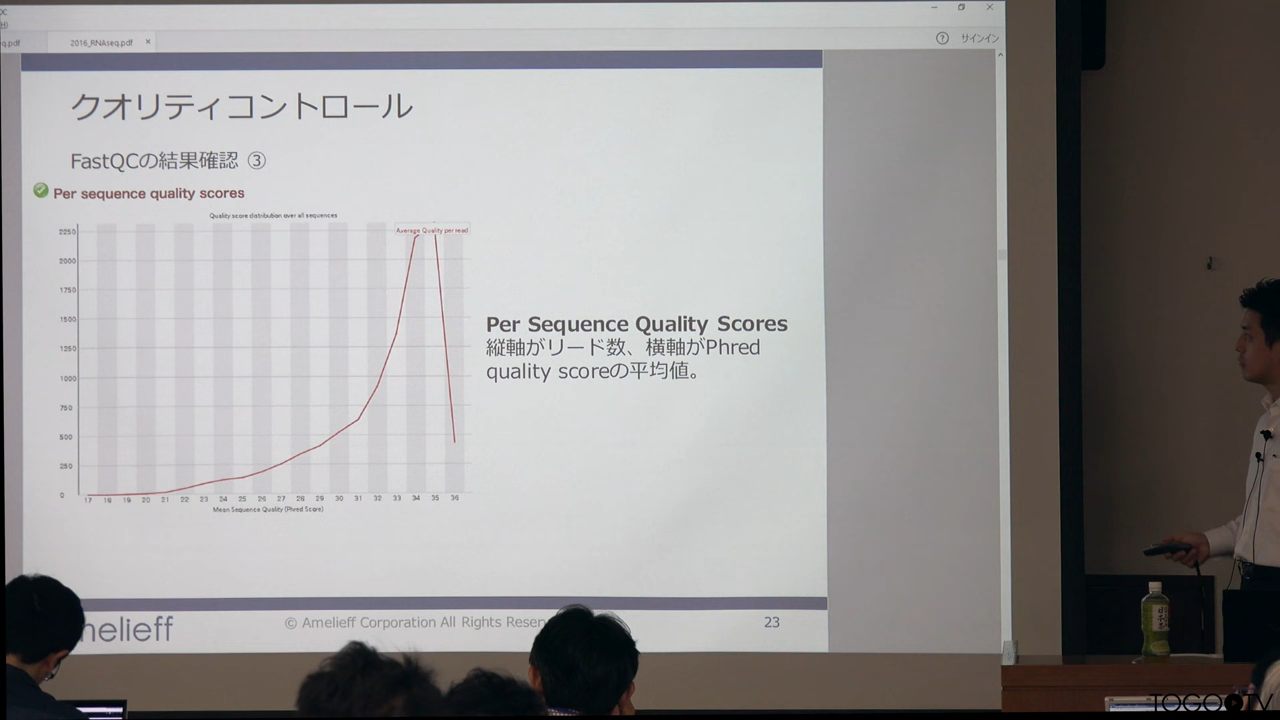 q.pdf
2016_RNAseq.pdf ×
? サインイン
クオリティコントロール
FastQCの結果確認 ③
Per sequence quality scores
Quality score distribution over all sequences
Average Quality per read
2250
2000
1750
1500
1250
1000
750
500
250
0
17 18 19 20 21 22 23 24 25 26 27 28 29 30 31 32 33 34 35 36
Mean Sequence Quality (Phred Score)
Per Sequence Quality Scores
縦軸がリード数、横軸がPhred
quality scoreの平均値。
melieff
© Amelieff Corporation All Rights Reser
23
TOGO TV